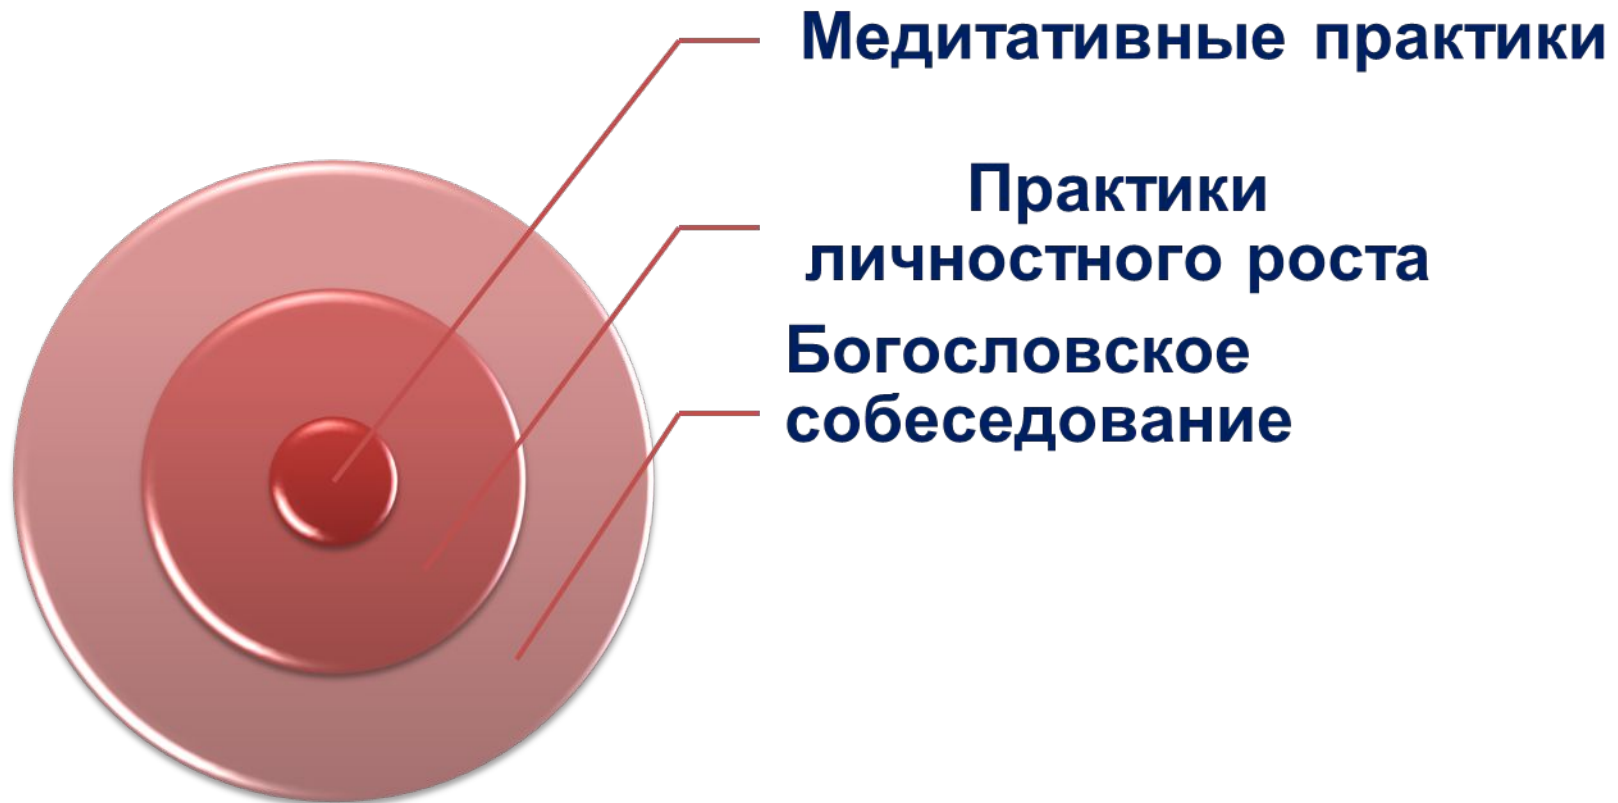 Медитативные практики
Практики
личностного роста
Богословское
собеседование